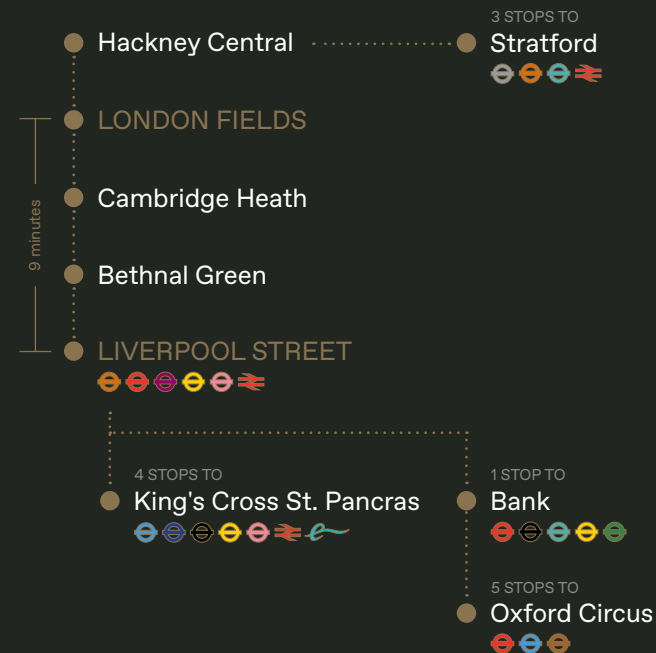 3 STOPS TO
Hackney Central
Stratford
LONDON FIELDS
Cambridge Heath
9 minutes
Bethnal Green
LIVERPOOL STREET
4 STOPS TO
King's Cross St. Pancras
1 STOP TO
Bank
5 STOPS TO
Oxford Circus